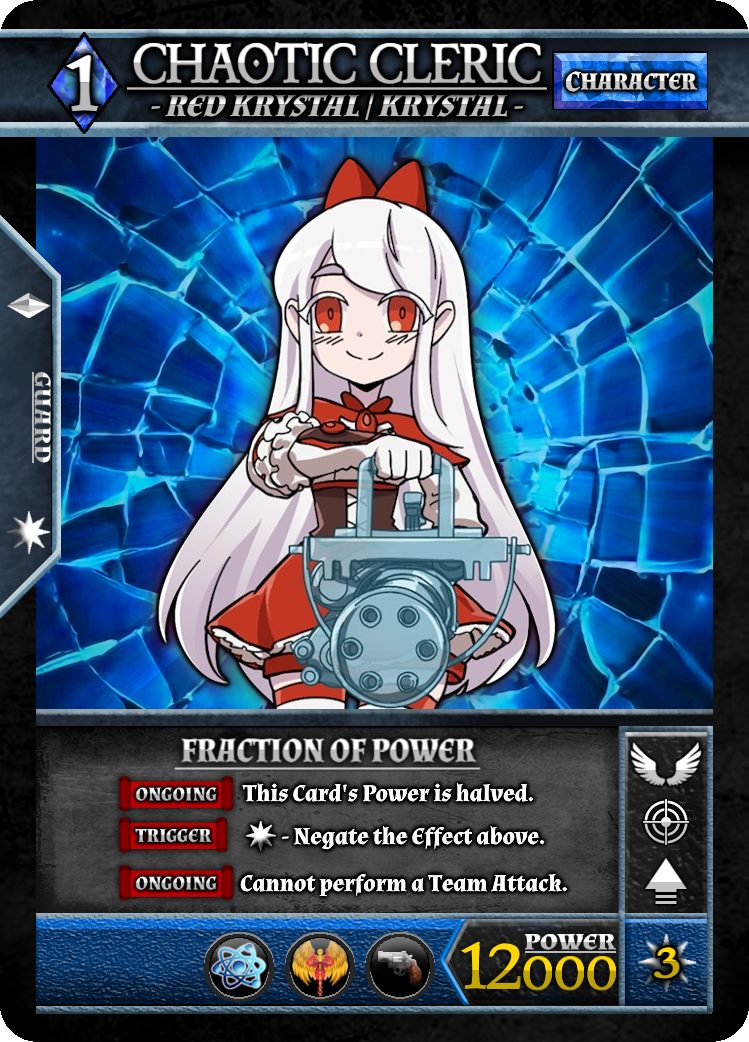 1
CHAOTIC CLERIC
- RED KRYSTAL | KRYSTAL -
CHARACTER
GUARD
FRACTION OF POWER
ONGOING This Card's Power is halved.
TRIGGER - Negate the Effect above.
ONGOING Cannot perform a Team Attack.
POWER
12000
3